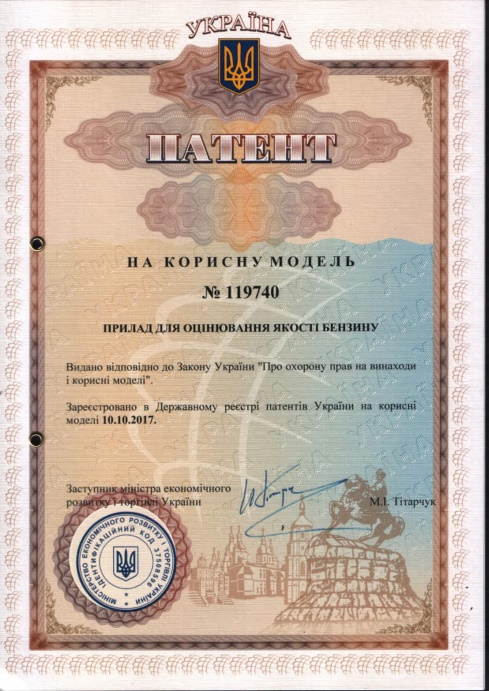 УКРАЇНА
ПАТЕНТ
НА КОРИСНУ МОДЕЛЬ
№ 119740
ПРИЛАД ДЛЯ ОЦІНЮВАННЯ ЯКОСТІ БЕНЗИНУ
Видано відповідно до Закону України "Про охорону прав на винаходи
і корисні моделі".
Зареєстровано в Державному реєстрі патентів України на корисні
моделі 10.10.2017.
Заступник міністра економічного
розвитку і торгівлі України
М.І. Тітарчук
МІНІСТЕРСТВО ЕКОНОМІЧНОГО РОЗВИТКУ І ТОРГІВЛІ УКРАЇНИ
ІДЕНТИФІКАЦІЙНИЙ КОД 37508596